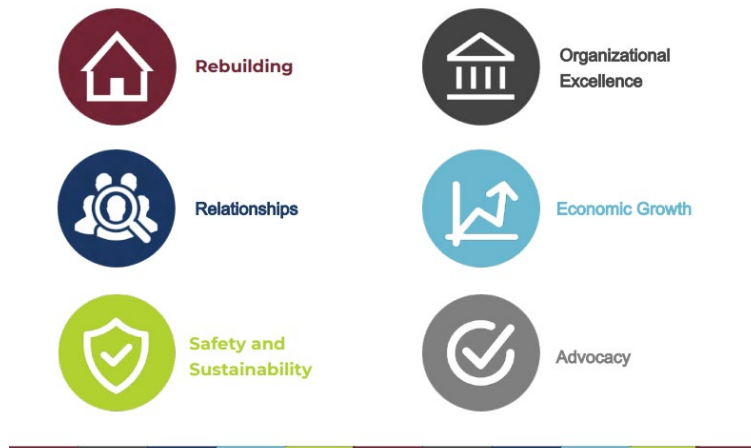 Rebuilding
Organizational
Excellence
Relationships
Economic Growth
Safety and
Sustainability
Advocacy